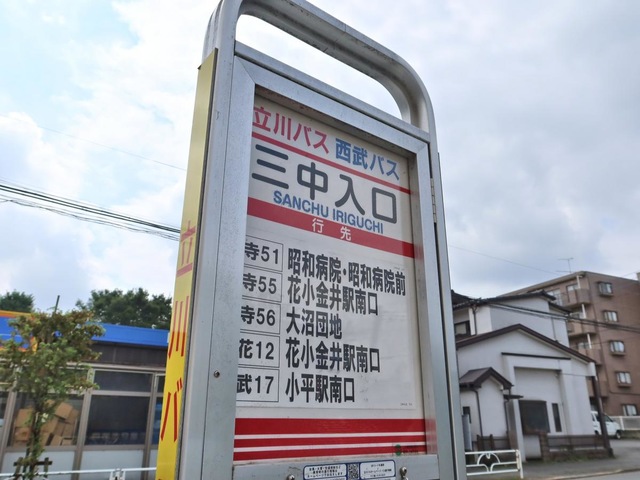 立川バス 西武バス
三中入口
SANCHU IRIGUCHI
行先
寺51 昭和病院・昭和病院前
寺55 花小金井駅南口
寺56 大沼団地
花12 花小金井駅南口
武17 小平駅南口
立川バ